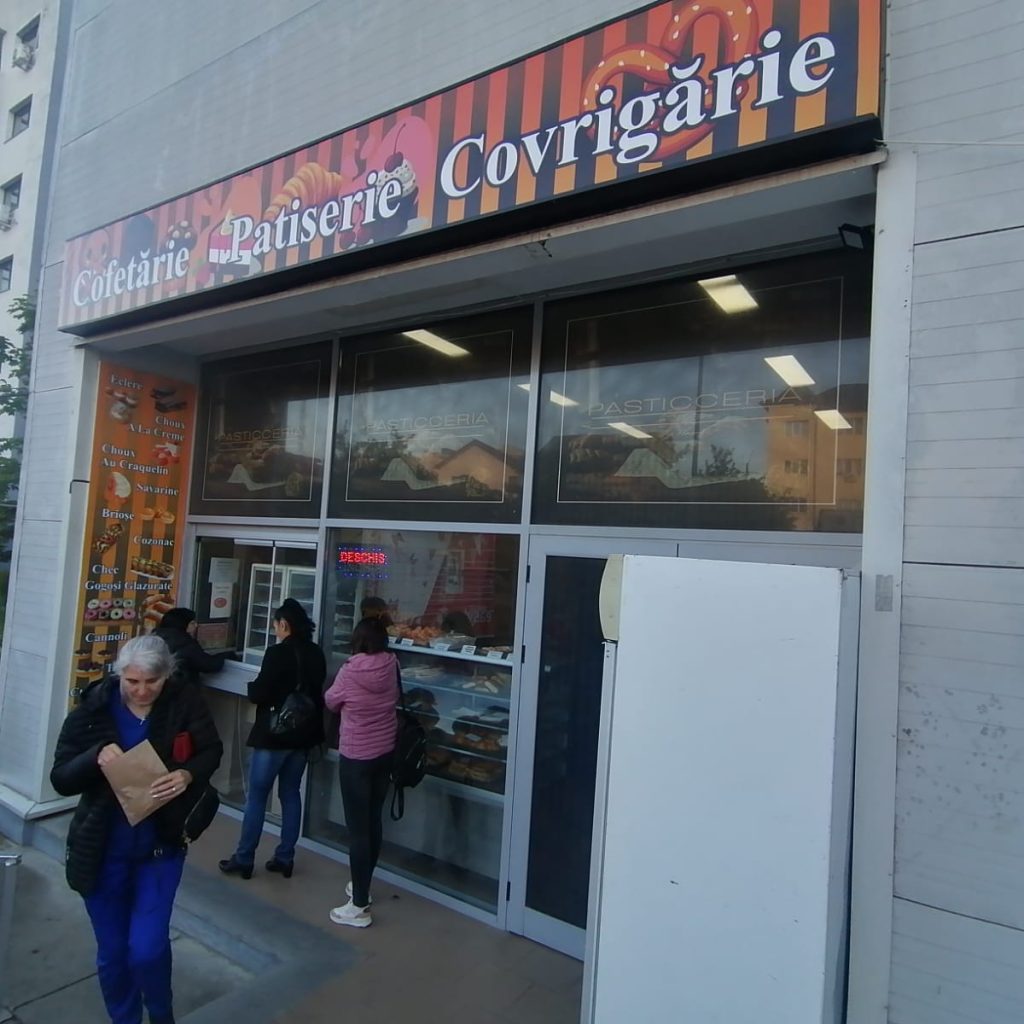 Cofetărie Patiserie Covrigărie
PASTICCERIA
PASTICCERIA
PASTICCERIA
Eclere
Choux
A La Creme
Choux
Au Craquelin
Savarine
Brioșe
Cozonac
Chec
Gogoși Glazurate
Cannoli
DESCHIS